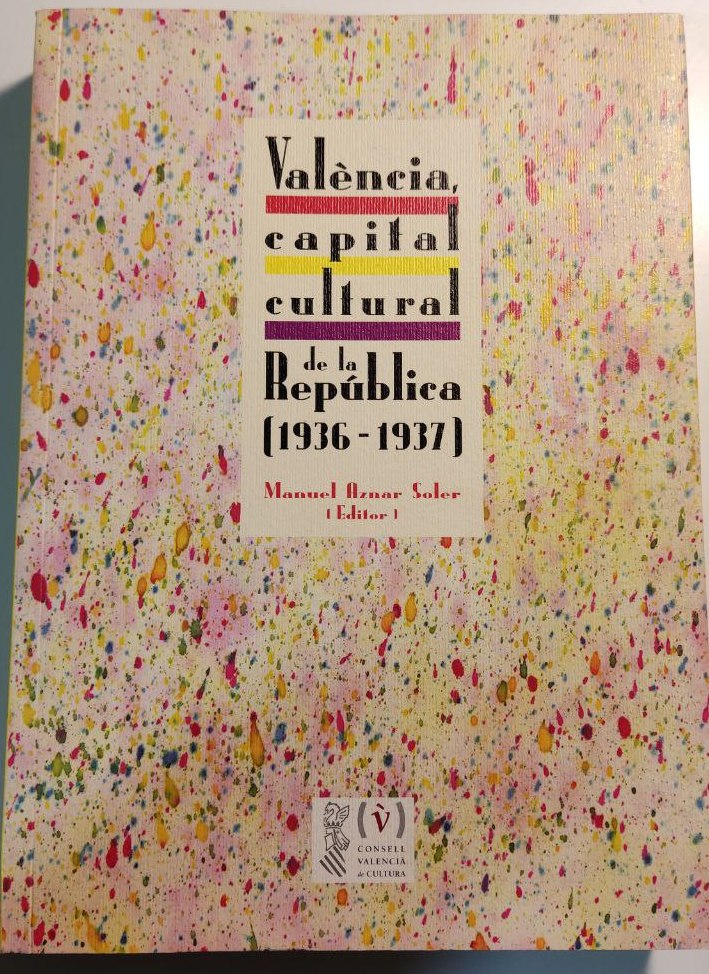 València,
capital
cultural
de la
República
(1936-1937)
Manuel Aznar Soler
(Editor)
(v̀)
CONSELL
VALENCIÀ
de CULTURA